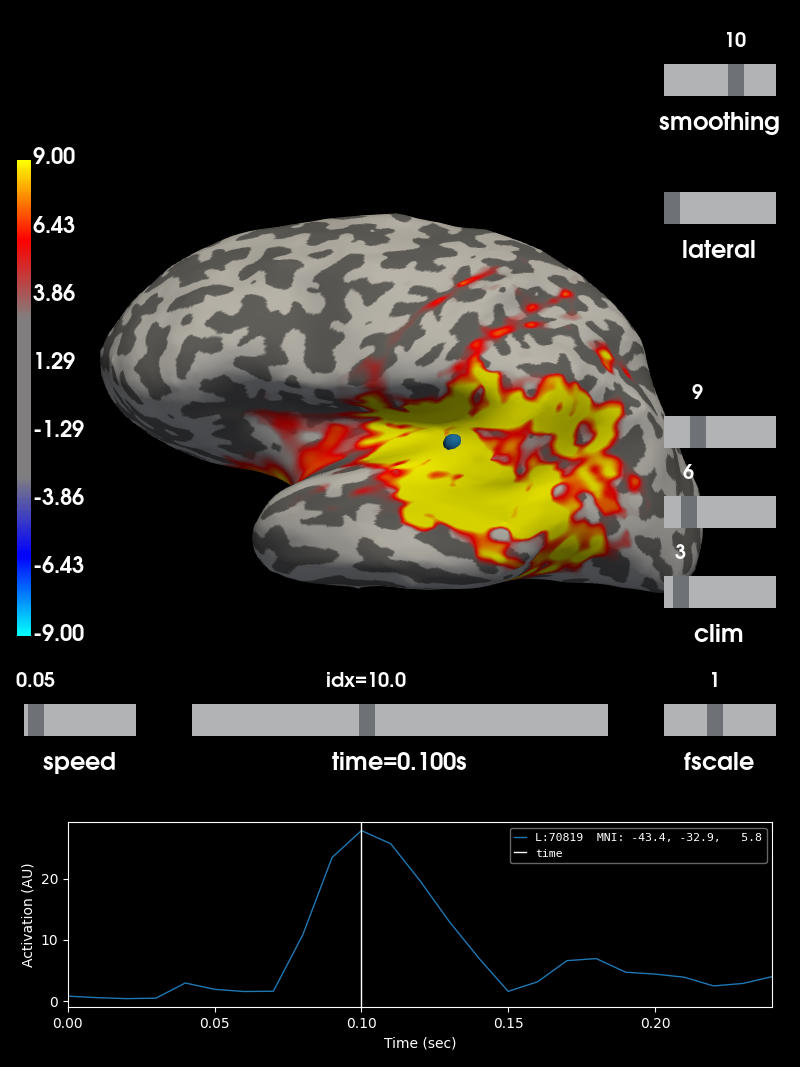 10
smoothing
lateral
9.00
6.43
3.86
1.29
-1.29
-3.86
-6.43
-9.00
9
6
3
clim
0.05
speed
idx=10.0
time=0.100s
1
fscale
L:70819 MNI: -43.4, -32.9, 5.8
time
Activation (AU)
20
10
0
0.00
0.05
0.10
0.15
0.20
Time (sec)